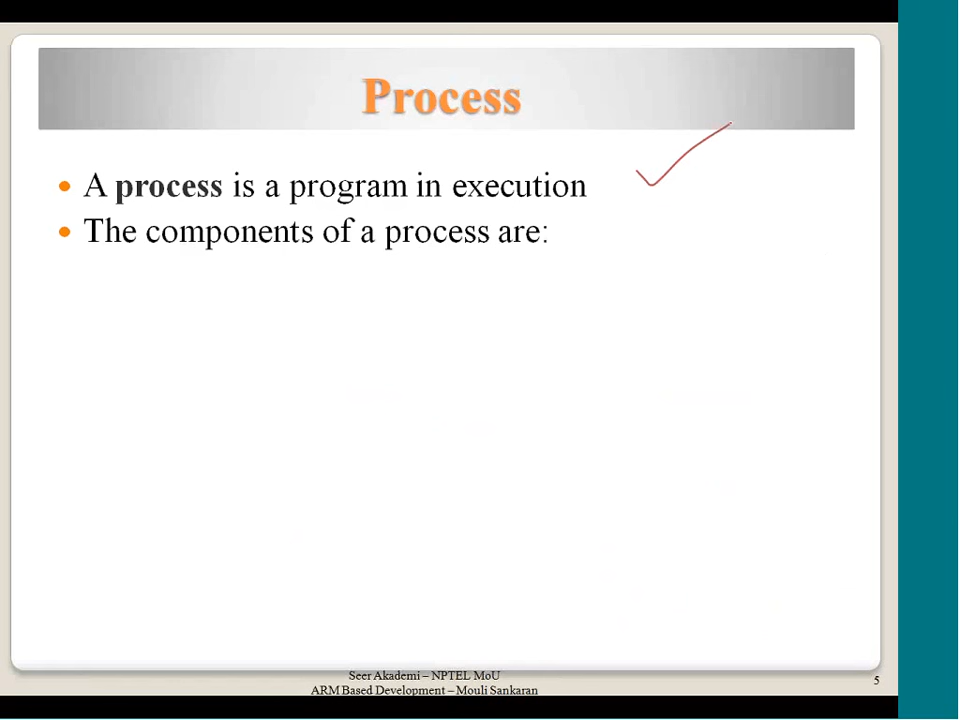 Process
A process is a program in execution
The components of a process are:
Seer Akademi – NPTEL MoU
ARM Based Development – Mouli Sankaran
5